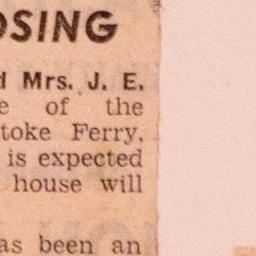 OSING
d Mrs. J. E.
e of the
toke Ferry.
is expected
house will
as been an